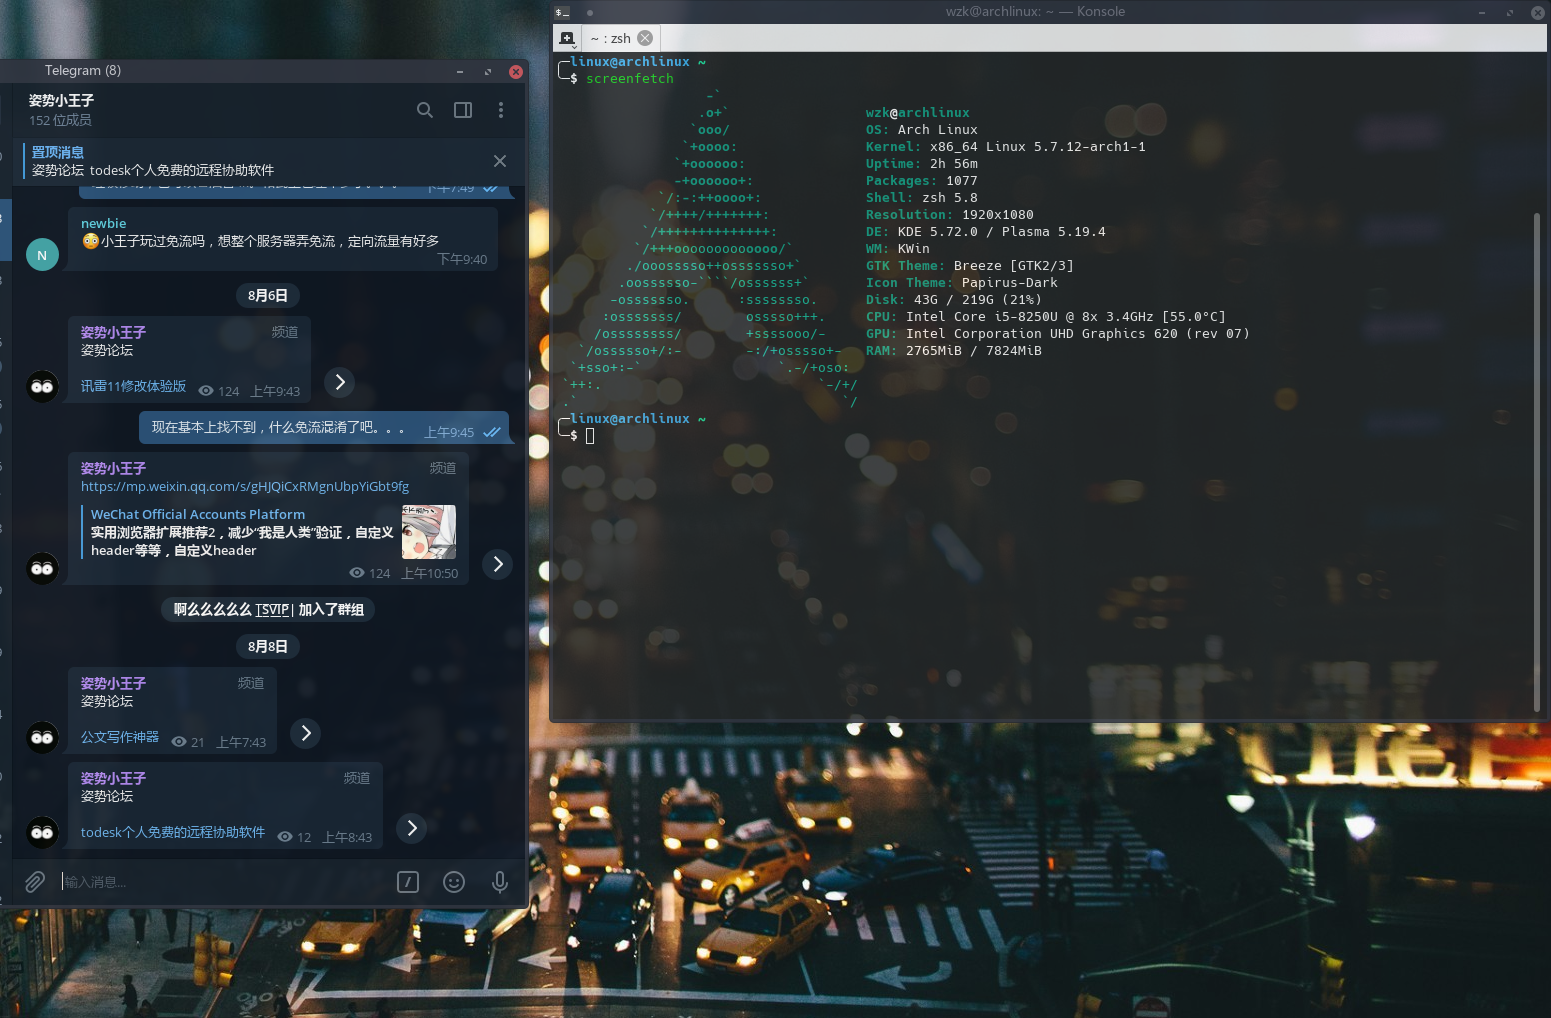 Telegram (8)
姿势小王子
152 位成员
置顶消息
姿势论坛 todesk个人免费的远程协助软件
下午7:49
newbie
😳小王子玩过免流吗，想整个服务器弄免流，定向流量有好多
N
下午9:40
8月6日
姿势小王子 频道
姿势论坛
讯雷11修改体验版 124 上午9:43
现在基本上找不到，什么免流混淆了吧。。。 上午9:45
姿势小王子 频道
https://mp.weixin.qq.com/s/gHJQiCxRMgnUbpYiGbt9fg
WeChat Official Accounts Platform
实用浏览器扩展推荐2，减少“我是人类”验证，自定义
header等等，自定义header
124 上午10:50
啊么么么么么 |TSVIP| 加入了群组
8月8日
姿势小王子 频道
姿势论坛
公文写作神器 21 上午7:43
姿势小王子 频道
姿势论坛
todesk个人免费的远程协助软件 12 上午8:43
输入消息...
wzk@archlinux: ~ — Konsole
~ : zsh
linux@archlinux ~
$ screenfetch
wzk@archlinux
OS: Arch Linux
Kernel: x86_64 Linux 5.7.12-arch1-1
Uptime: 2h 56m
Packages: 1077
Shell: zsh 5.8
Resolution: 1920x1080
DE: KDE 5.72.0 / Plasma 5.19.4
WM: KWin
GTK Theme: Breeze [GTK2/3]
Icon Theme: Papirus-Dark
Disk: 43G / 219G (21%)
CPU: Intel Core i5-8250U @ 8x 3.4GHz [55.0°C]
GPU: Intel Corporation UHD Graphics 620 (rev 07)
RAM: 2765MiB / 7824MiB
linux@archlinux ~
$